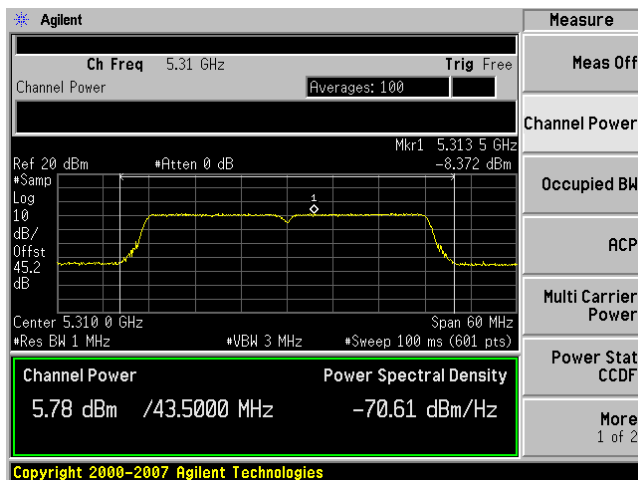 Agilent
Measure
Ch Freq 5.31 GHz Trig Free
Channel Power Averages: 100
Meas Off
Channel Power
Occupied BW
ACP
Multi Carrier
Power
Power Stat
CCDF
More
1 of 2
Mkr1 5.313 5 GHz
Ref 20 dBm #Atten 0 dB -8.372 dBm
#Samp
Log
10
dB/
Offst
45.2
dB
1
Center 5.310 0 GHz Span 60 MHz
#Res BW 1 MHz #VBW 3 MHz #Sweep 100 ms (601 pts)
Channel Power Power Spectral Density
5.78 dBm /43.5000 MHz -70.61 dBm/Hz
Copyright 2000-2007 Agilent Technologies